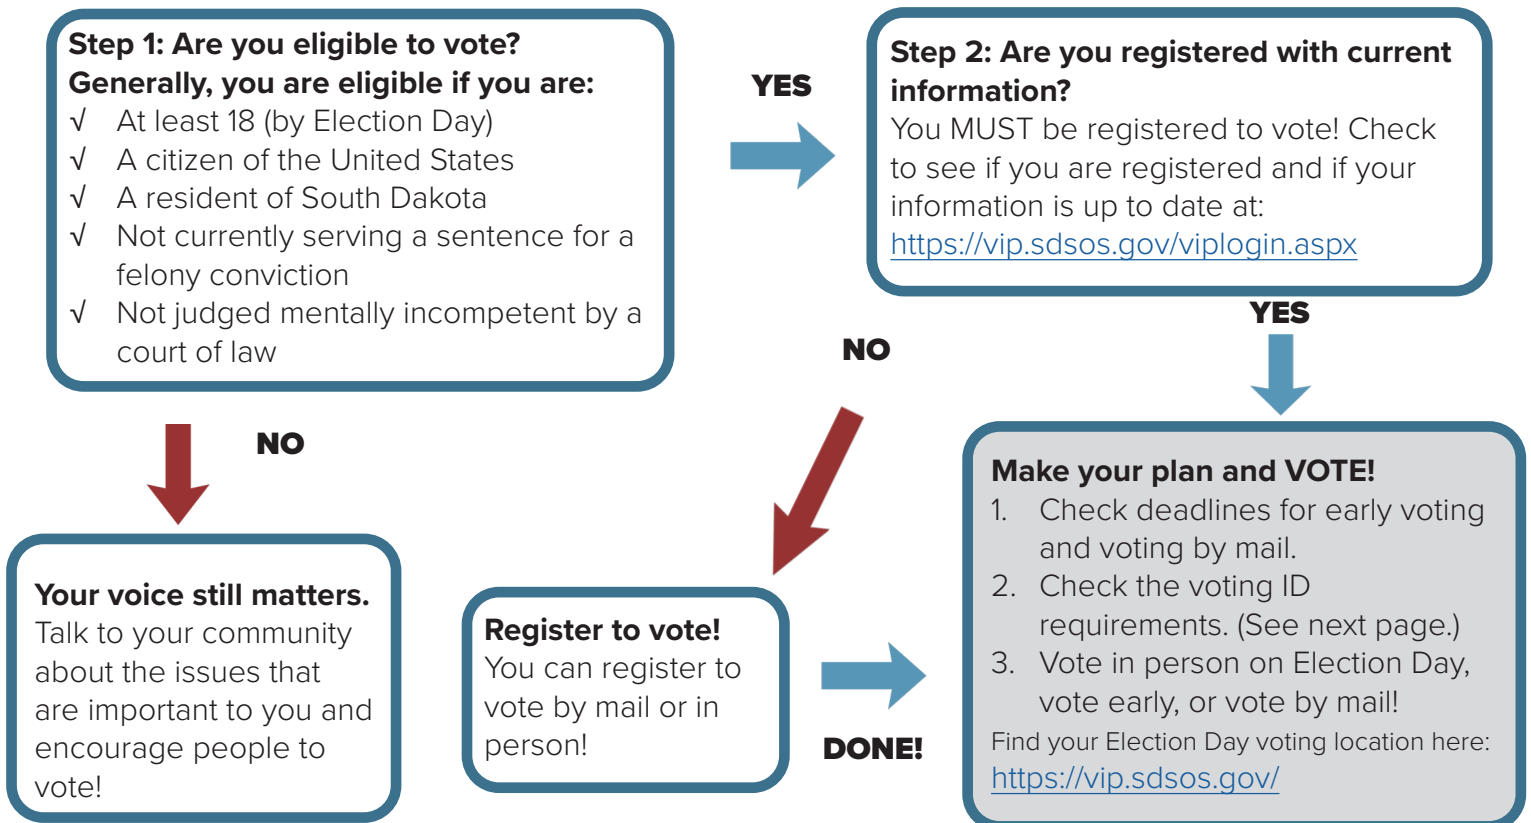 Step 1: Are you eligible to vote?
Generally, you are eligible if you are:
√ At least 18 (by Election Day)
√ A citizen of the United States
√ A resident of South Dakota
√ Not currently serving a sentence for a
felony conviction
√ Not judged mentally incompetent by a
court of law
YES
Step 2: Are you registered with current
information?
You MUST be registered to vote! Check
to see if you are registered and if your
information is up to date at:
https://vip.sdsos.gov/viplogin.aspx
YES
NO
NO
Your voice still matters.
Talk to your community
about the issues that
are important to you and
encourage people to
vote!
Register to vote!
You can register to
vote by mail or in
person!
DONE!
Make your plan and VOTE!
1. Check deadlines for early voting
and voting by mail.
2. Check the voting ID
requirements. (See next page.)
3. Vote in person on Election Day,
vote early, or vote by mail!
Find your Election Day voting location here:
https://vip.sdsos.gov/